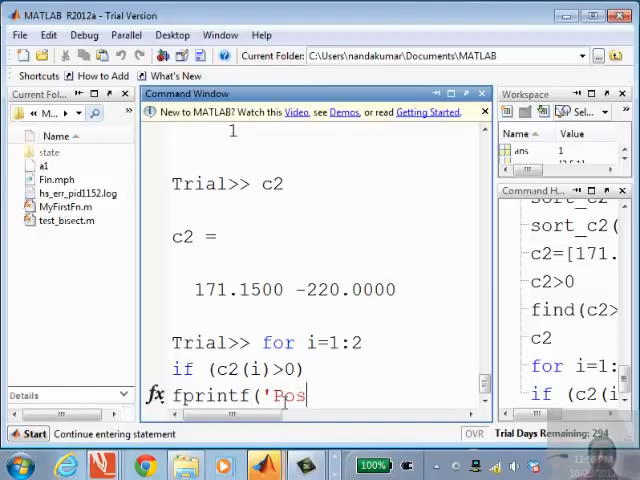 MATLAB R2012a - Trial Version
File Edit Debug Parallel Desktop Window Help
Current Folder: C:\Users\nandakumar\Documents\MATLAB
Shortcuts How to Add What's New
Current Fol...
« M...
Name
state
a1
Fin.mph
hs_err_pid1152.log
MyFirstFn.m
test_bisect.m
Details
Command Window
New to MATLAB? Watch this Video, see Demos, or read Getting Started.
1
Trial>> c2
c2 =
171.1500 -220.0000
Trial>> for i=1:2
if (c2(i)>0)
fx fprintf('Pos
Workspace
Sel...
Name Value
ans 1
Command H...
sort_c2(
c2=[171.
c2>0
find(c2>
c2
for i=1:
if (c2(i
Start Continue entering statement
OVR Trial Days Remaining: 294
100%